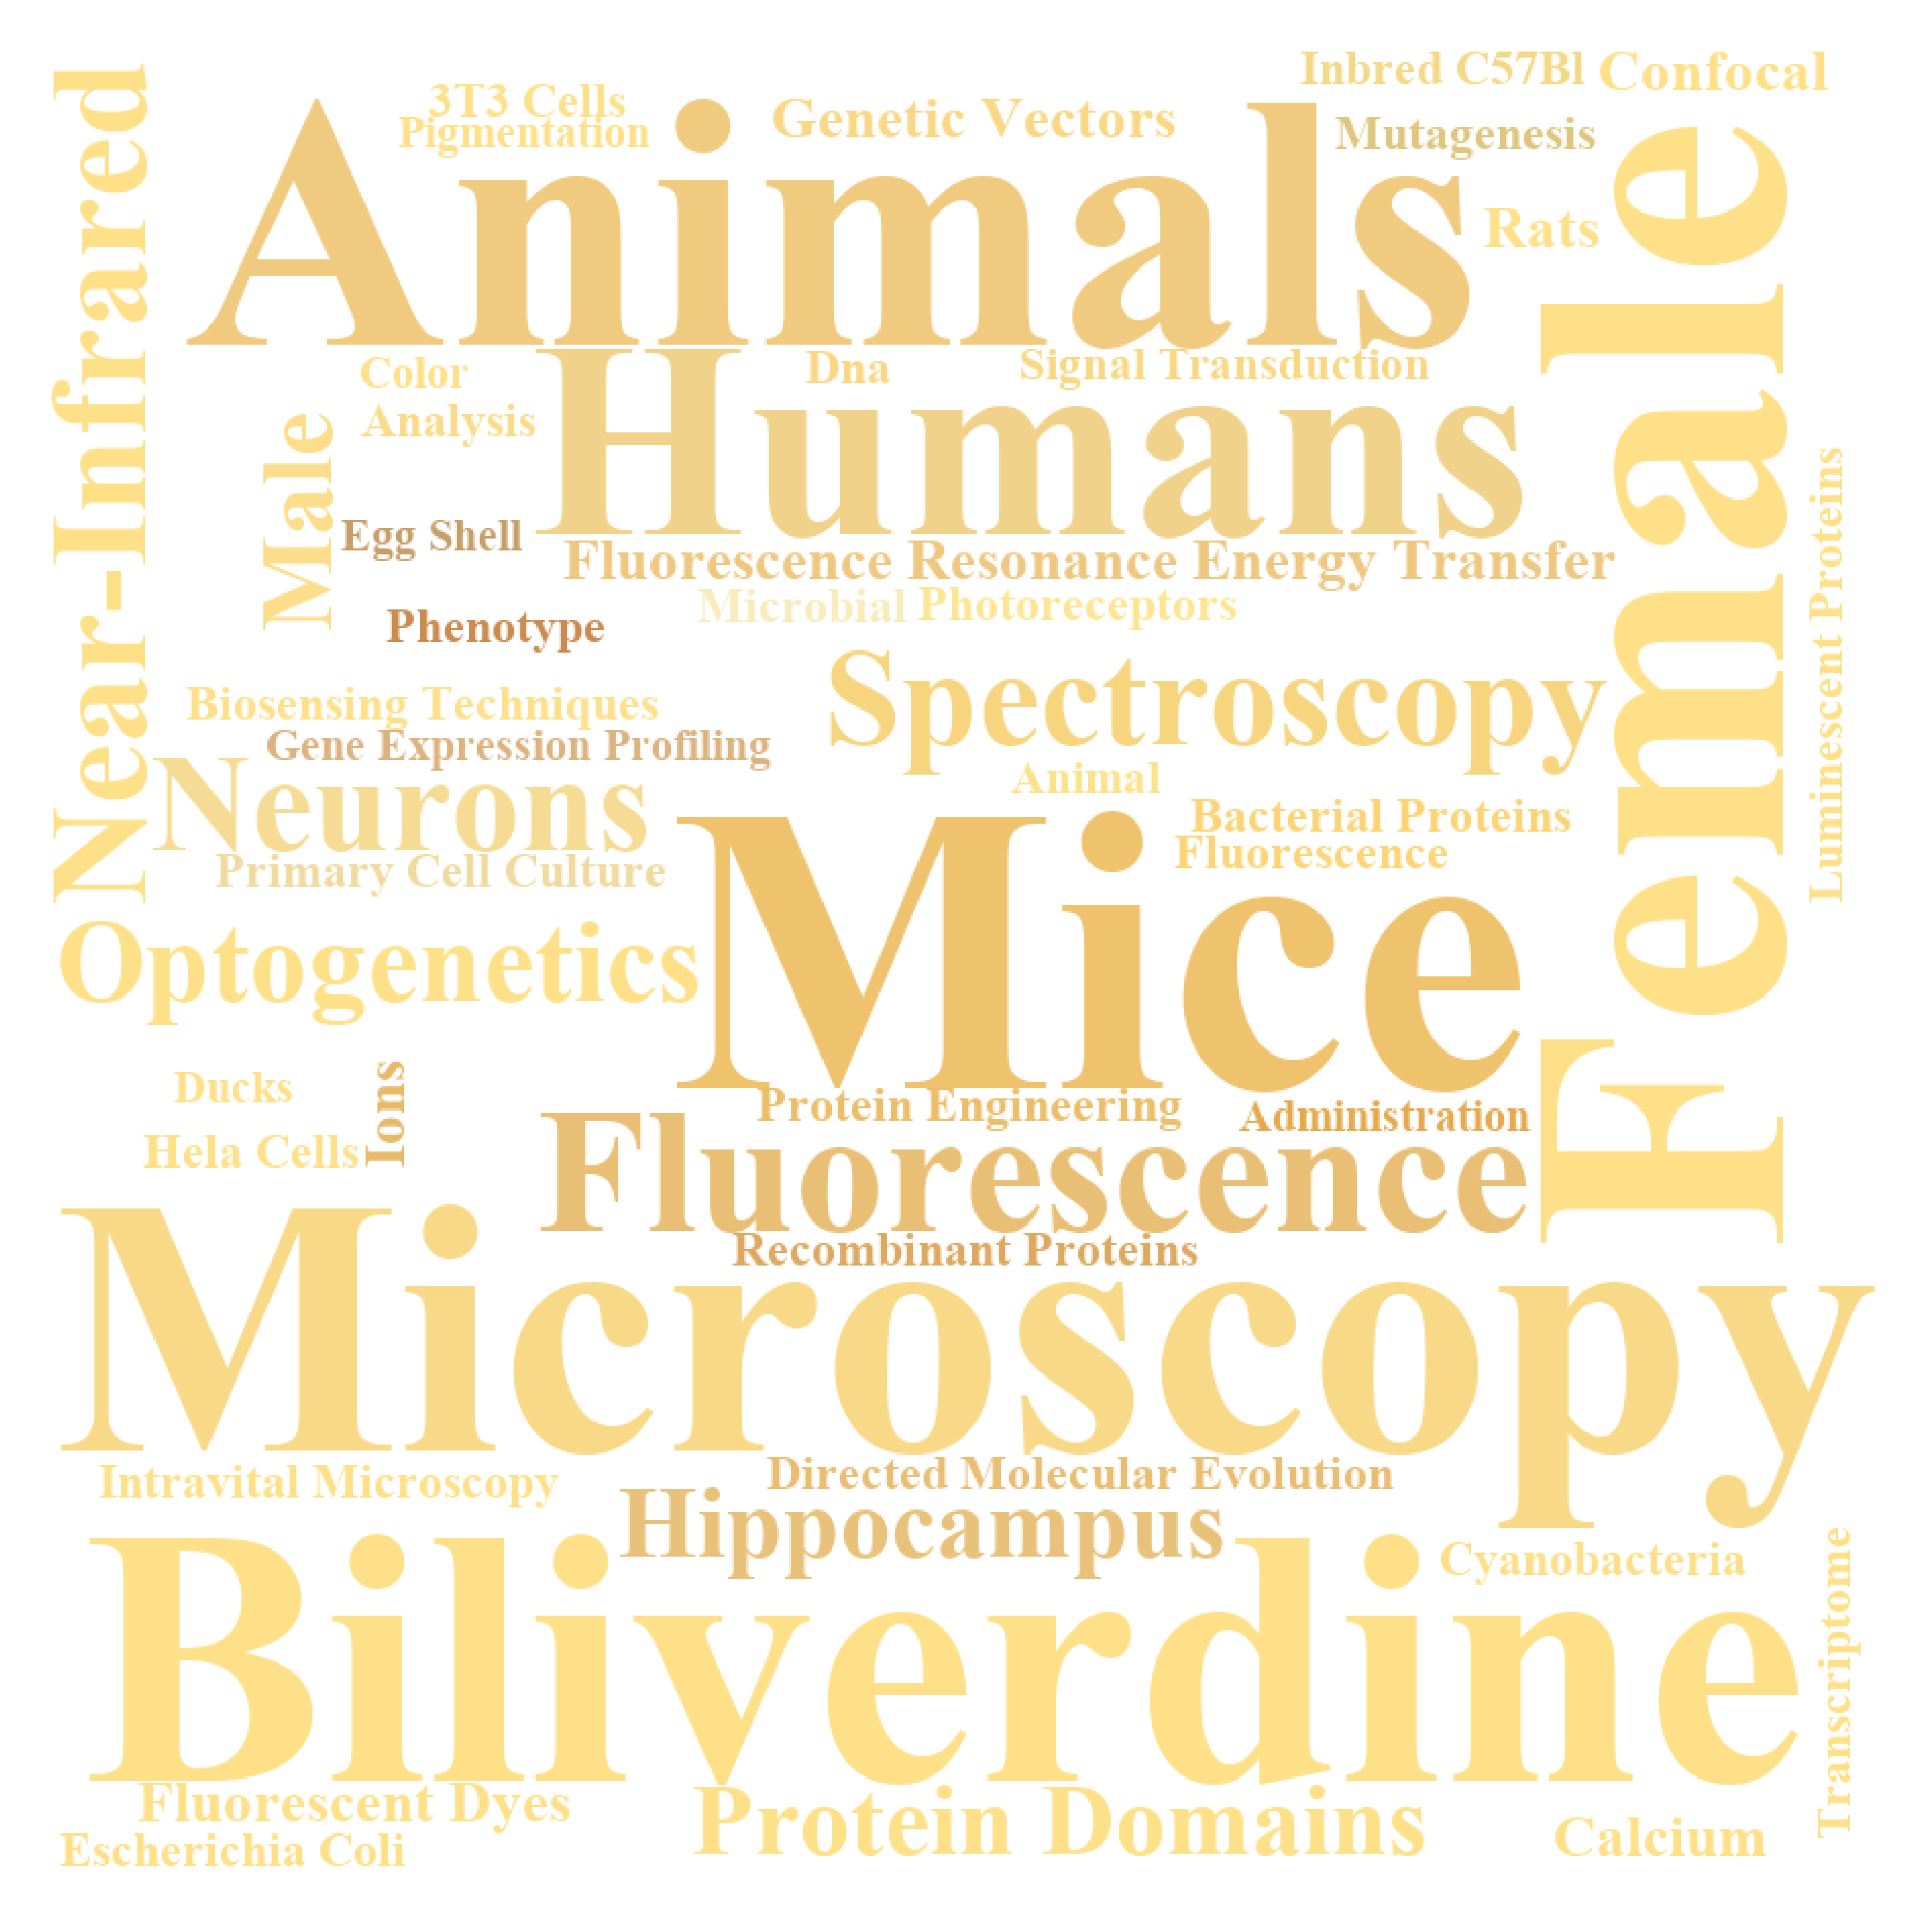 Inbred C57Bl
Confocal
3T3 Cells
Pigmentation
Genetic Vectors
Mutagenesis
Near-Infrared
Animals
Rats
Female
Color
Dna
Signal Transduction
Analysis
Humans
Male
Egg Shell
Fluorescence Resonance Energy Transfer
Luminescent Proteins
Phenotype
Microbial
Photoreceptors
Biosensing Techniques
Spectroscopy
Gene Expression Profiling
Animal
Neurons
Bacterial Proteins
Fluorescence
Primary Cell Culture
Mice
Optogenetics
Ducks
Ions
Protein Engineering
Administration
Hela Cells
Fluorescence
Recombinant Proteins
Microscopy
Intravital Microscopy
Directed Molecular Evolution
Hippocampus
Cyanobacteria
Transcriptome
Biliverdine
Fluorescent Dyes
Protein Domains
Escherichia Coli
Calcium